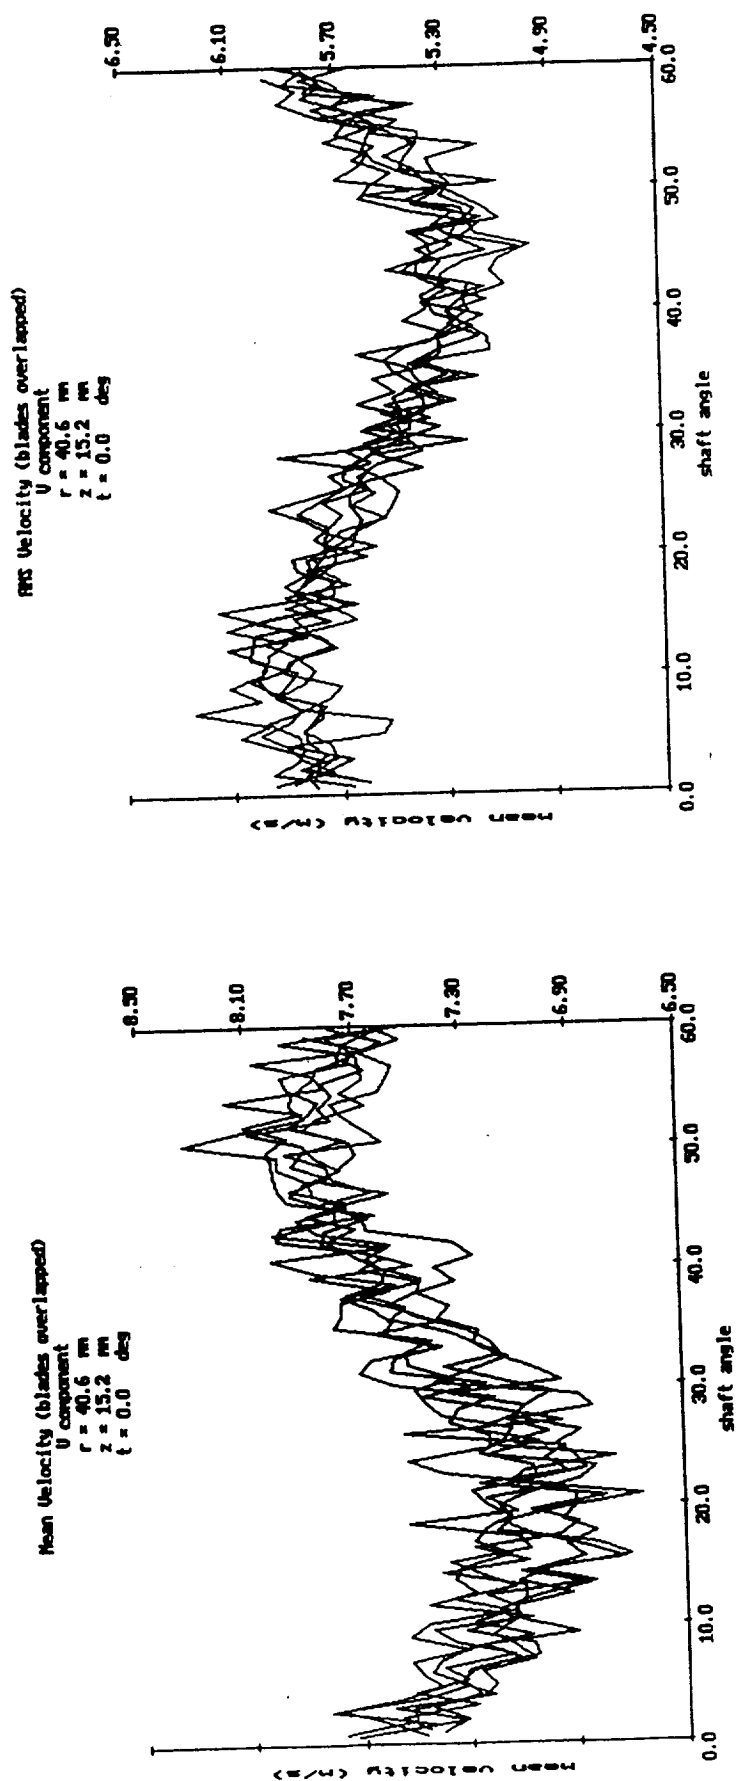 Mean Velocity (blades overlapped)
U component
r = 40.6 mm
z = 15.2 mm
t = 0.0 deg
8.50
8.10
7.70
7.30
6.90
6.50
mean velocity (m/s)
0.0
10.0
20.0
30.0
40.0
50.0
60.0
shaft angle
RMS Velocity (blades overlapped)
U component
r = 40.6 mm
z = 15.2 mm
t = 0.0 deg
6.50
6.10
5.70
5.30
4.90
4.50
mean velocity (m/s)
0.0
10.0
20.0
30.0
40.0
50.0
60.0
shaft angle